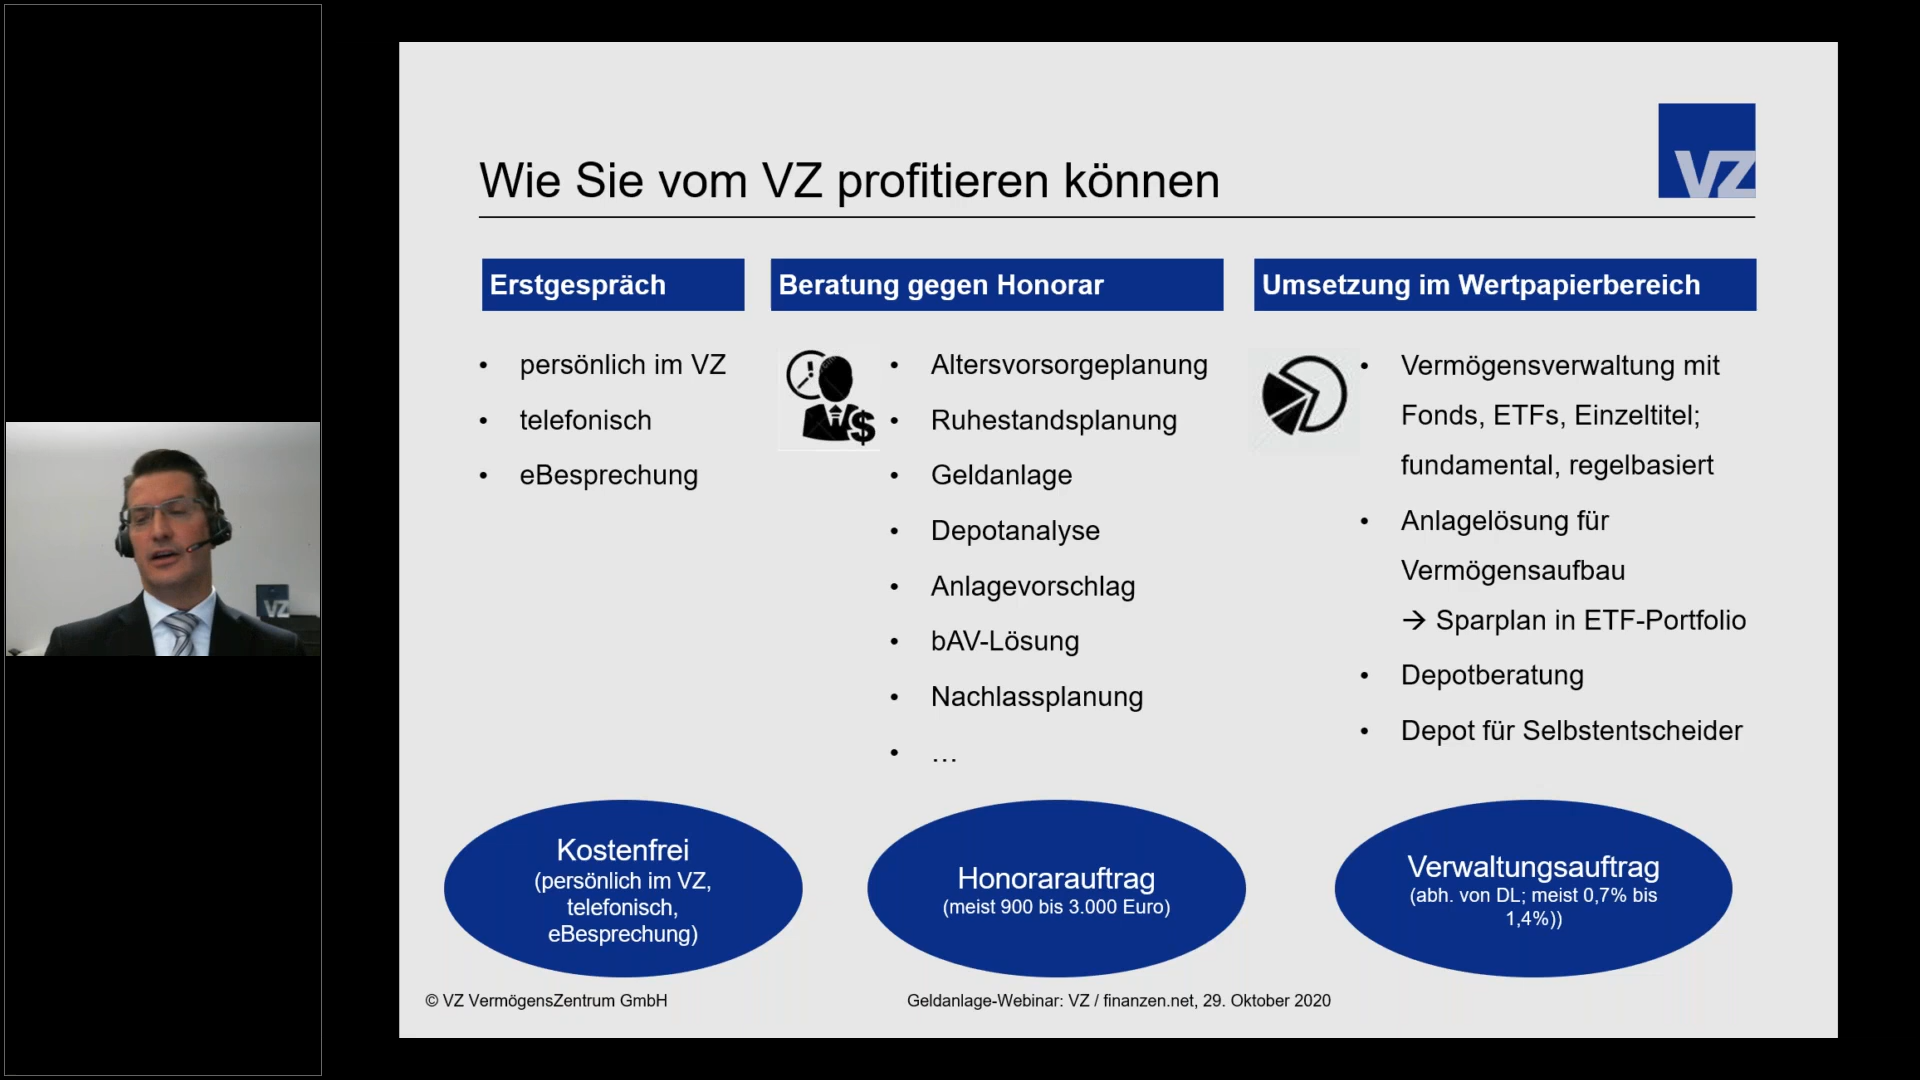 VZ
Wie Sie vom VZ profitieren können
Erstgespräch
• persönlich im VZ
• telefonisch
• eBesprechung
Beratung gegen Honorar
• Altersvorsorgeplanung
• Ruhestandsplanung
• Geldanlage
• Depotanalyse
• Anlagevorschlag
• bAV-Lösung
• Nachlassplanung
• …
Umsetzung im Wertpapierbereich
• Vermögensverwaltung mit
Fonds, ETFs, Einzeltitel;
fundamental, regelbasiert
• Anlagelösung für
Vermögensaufbau
→ Sparplan in ETF-Portfolio
• Depotberatung
• Depot für Selbstentscheider
Kostenfrei
(persönlich im VZ,
telefonisch,
eBesprechung)
Honorarauftrag
(meist 900 bis 3.000 Euro)
Verwaltungsauftrag
(abh. von DL; meist 0,7% bis
1,4%))
© VZ VermögensZentrum GmbH
Geldanlage-Webinar: VZ / finanzen.net, 29. Oktober 2020
VZ
$